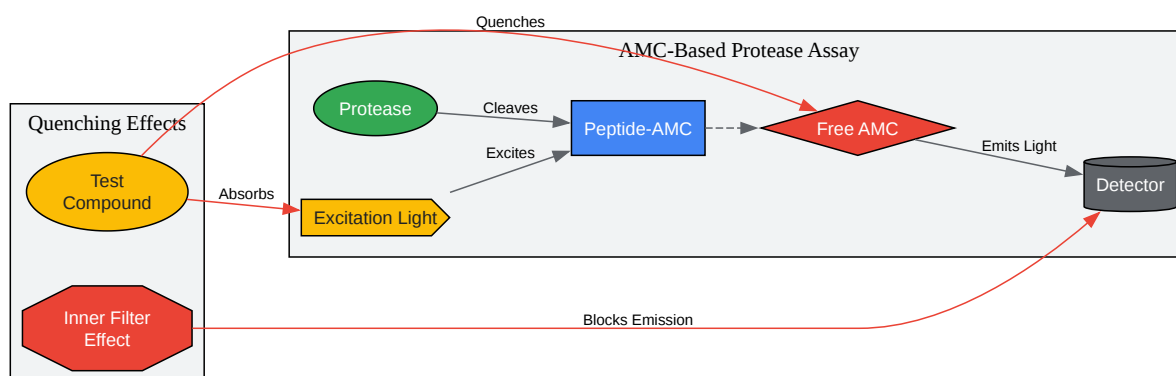 Quenches
AMC-Based Protease Assay
Protease
Cleaves
Peptide-AMC
Free AMC
Emits Light
Detector
Excites
Excitation Light
Quenching Effects
Test
Compound
Absorbs
Inner Filter
Effect
Blocks Emission